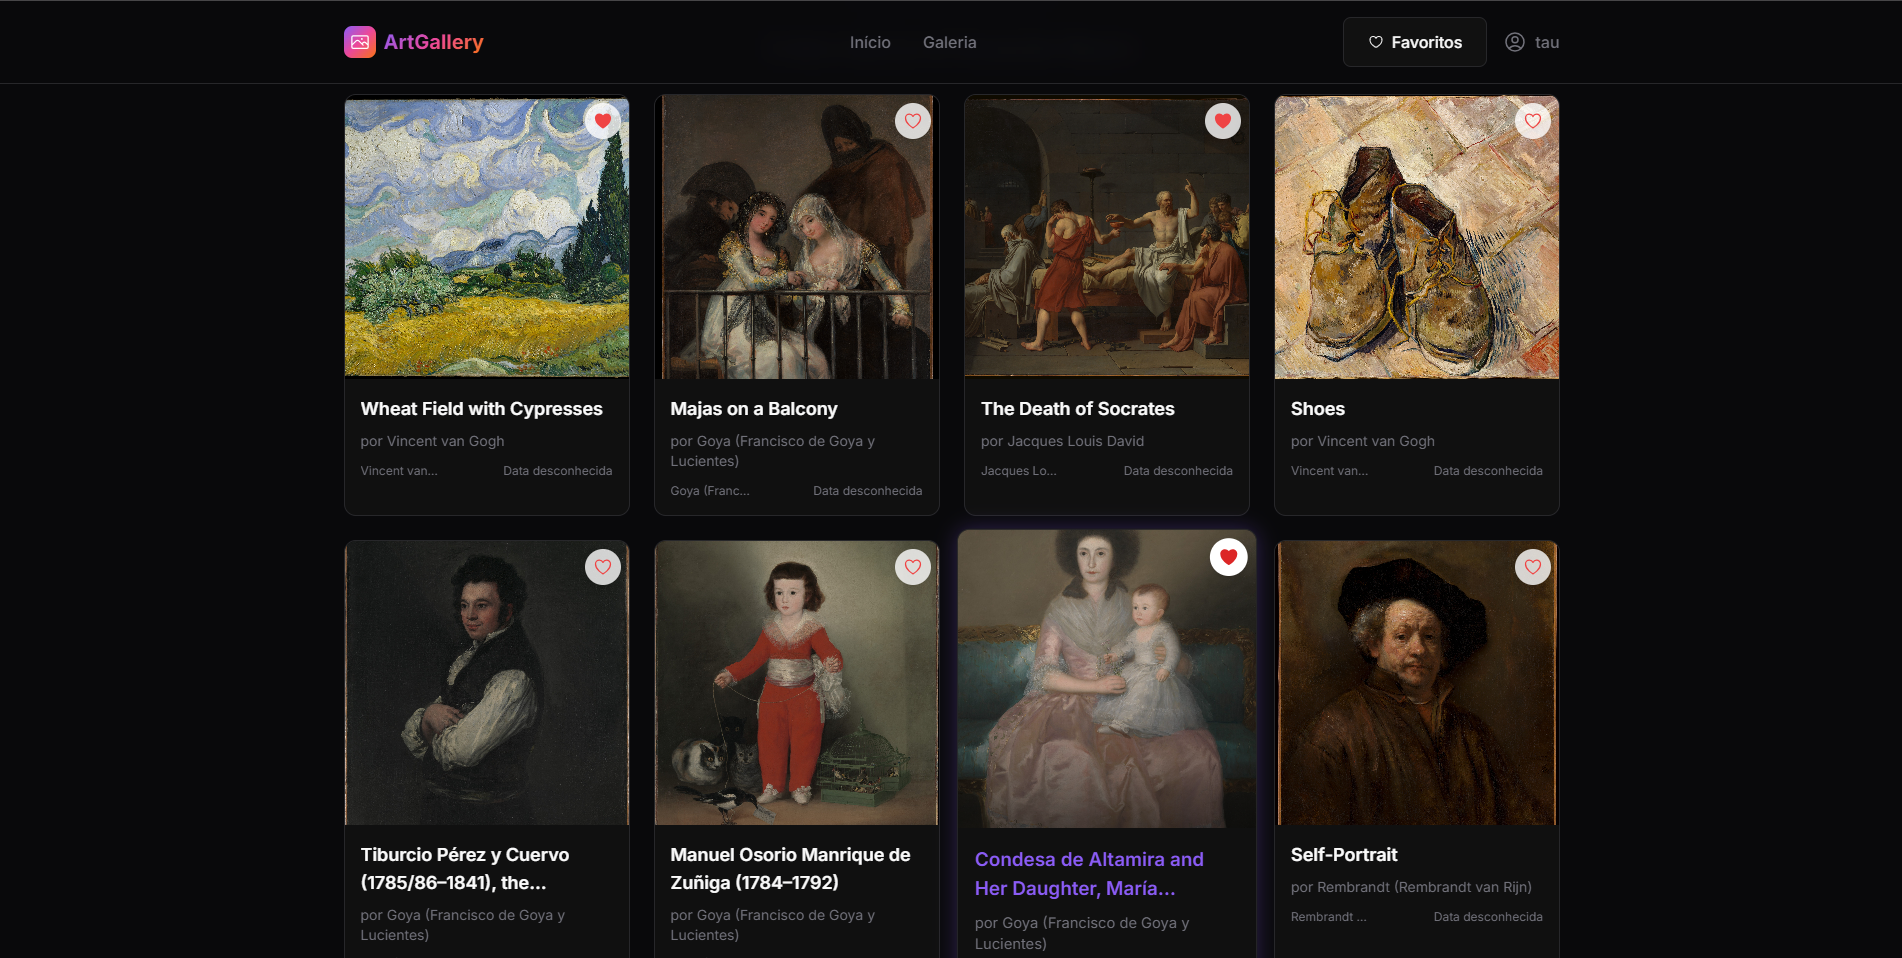 ArtGallery
Início
Galeria
Favoritos
tau
Wheat Field with Cypresses
por Vincent van Gogh
Vincent van...
Data desconhecida
Majas on a Balcony
por Goya (Francisco de Goya y
Lucientes)
Goya (Franc...
Data desconhecida
The Death of Socrates
por Jacques Louis David
Jacques Lo...
Data desconhecida
Shoes
por Vincent van Gogh
Vincent van...
Data desconhecida
Tiburcio Pérez y Cuervo
(1785/86–1841), the...
por Goya (Francisco de Goya y
Lucientes)
Manuel Osorio Manrique de
Zuñiga (1784–1792)
por Goya (Francisco de Goya y
Lucientes)
Condesa de Altamira and
Her Daughter, María...
por Goya (Francisco de Goya y
Lucientes)
Self-Portrait
por Rembrandt (Rembrandt van Rijn)
Rembrandt ...
Data desconhecida